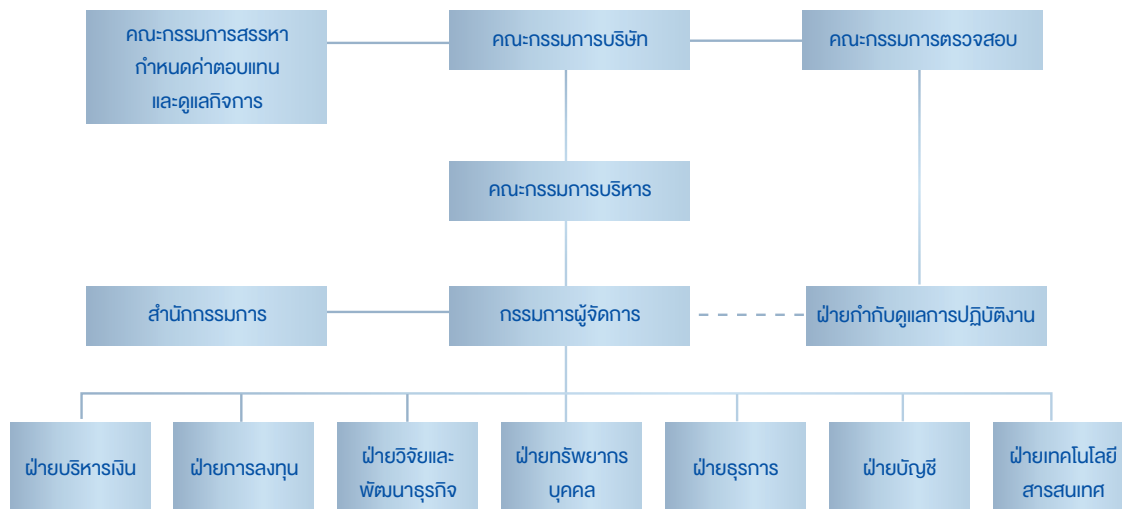 คณะกรรมการสรรหา
กำหนดค่าตอบแทน
และดูแลกิจการ
คณะกรรมการบริษัท
คณะกรรมการตรวจสอบ
คณะกรรมการบริหาร
สำนักกรรมการ
กรรมการผู้จัดการ
ฝ่ายกำกับดูแลการปฏิบัติงาน
ฝ่ายบริหารเงิน
ฝ่ายการลงทุน
ฝ่ายวิจัยและ
พัฒนาธุรกิจ
ฝ่ายทรัพยากร
บุคคล
ฝ่ายธุรการ
ฝ่ายบัญชี
ฝ่ายเทคโนโลยี
สารสนเทศ